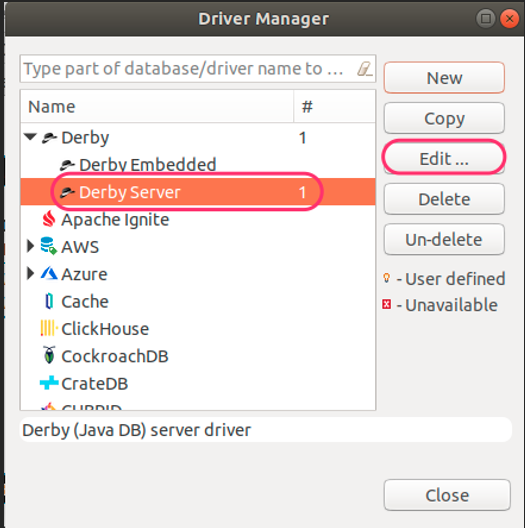 Driver Manager
Type part of database/driver name to ...
New
Name #
Copy
Derby 1
Edit ...
Derby Embedded
Derby Server 1
Delete
Apache Ignite
AWS
Un-delete
Azure
- User defined
Cache
- Unavailable
ClickHouse
CockroachDB
CrateDB
Derby (Java DB) server driver
Close